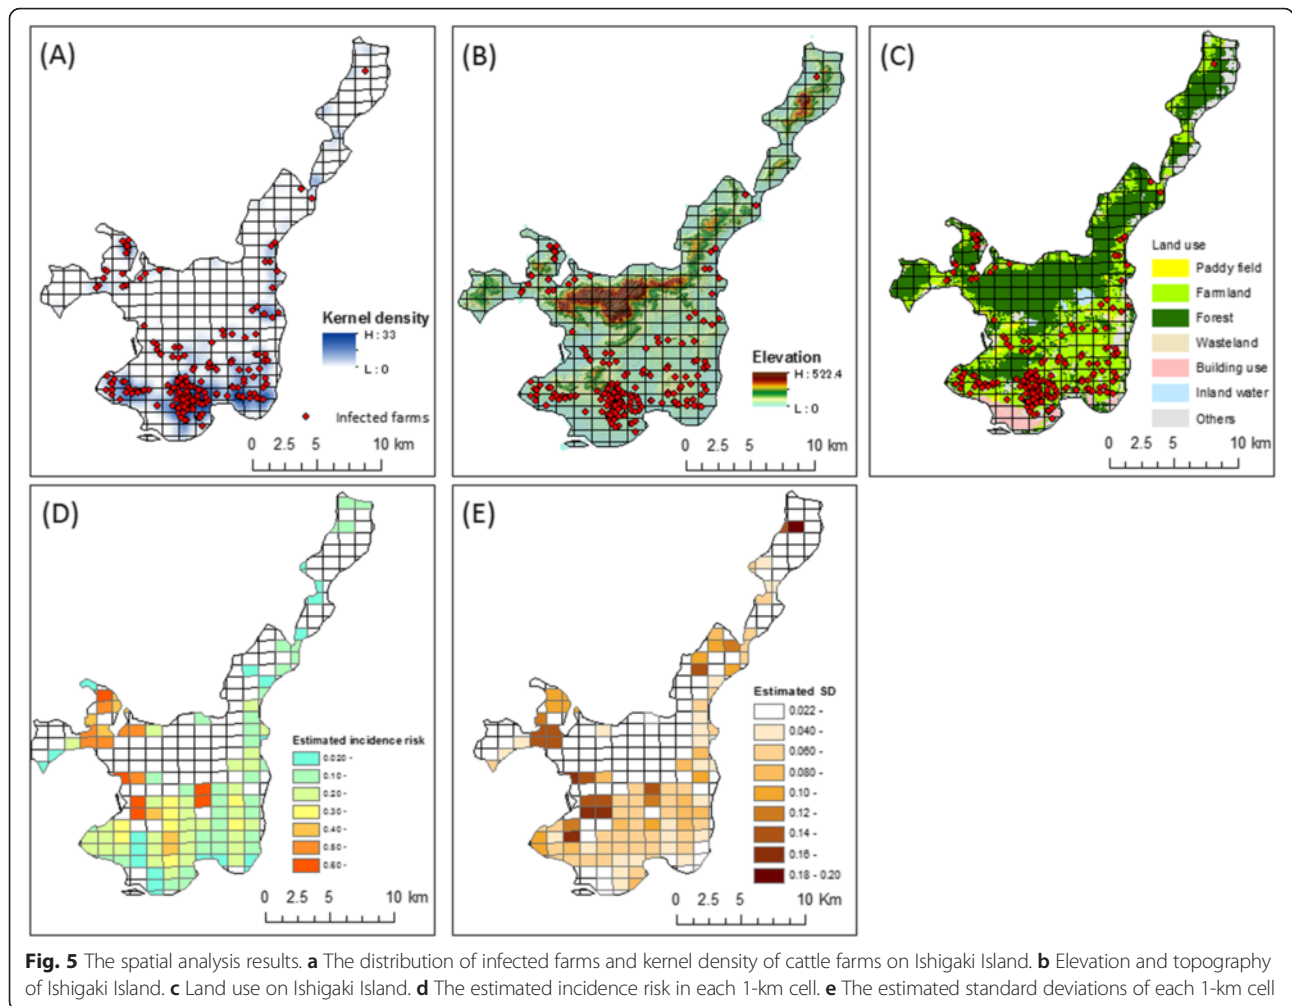 (A)
Kernel density
H : 33
L : 0
Infected farms
0 2.5 5 10 km
(B)
Elevation
H : 522.4
L : 0
0 2.5 5 10 km
(C)
Land use
Paddy field
Farmland
Forest
Wasteland
Building use
Inland water
Others
0 2.5 5 10 km
(D)
Estimated incidence risk
0.020 -
0.10 -
0.20 -
0.30 -
0.40 -
0.50 -
0.60 -
0 2.5 5 10 km
(E)
Estimated SD
0.022 -
0.040 -
0.060 -
0.080 -
0.10 -
0.12 -
0.14 -
0.16 -
0.18 - 0.20
0 2.5 5 10 Km
Fig. 5 The spatial analysis results. a The distribution of infected farms and kernel density of cattle farms on Ishigaki Island. b Elevation and topography
of Ishigaki Island. c Land use on Ishigaki Island. d The estimated incidence risk in each 1-km cell. e The estimated standard deviations of each 1-km cell